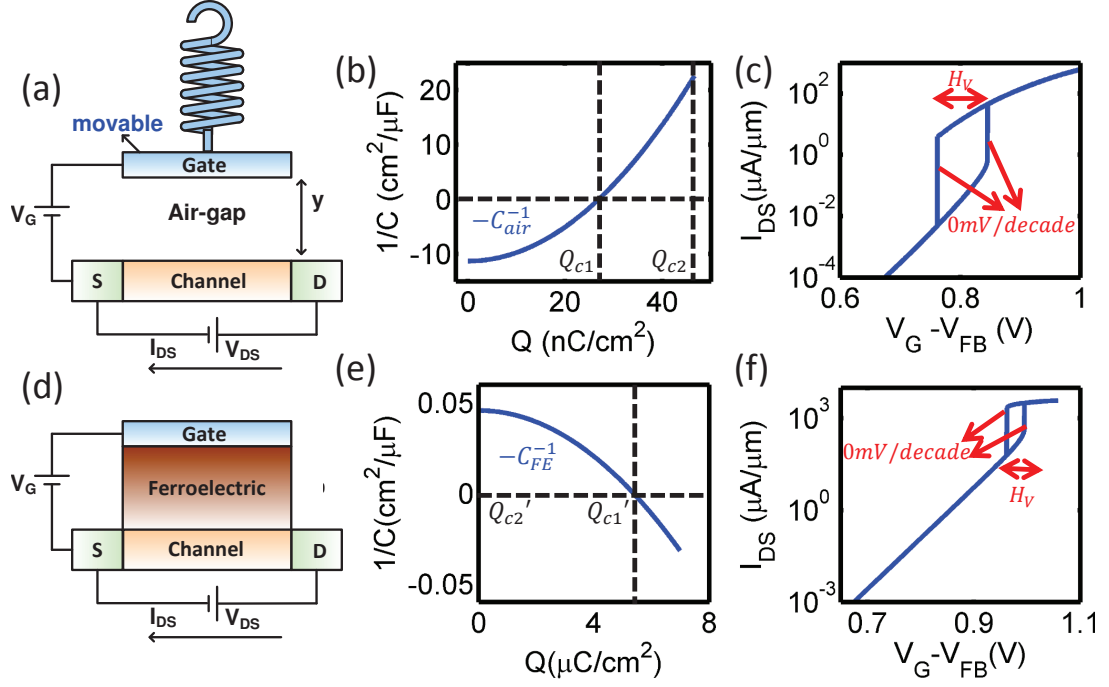 (a)
movable
Gate
V_G
Air-gap
y
S
Channel
D
I_DS
V_DS
(b)
1/C (cm²/µF)
20
10
0
-10
−C_air^−1
Q_c1
Q_c2
0
20
40
Q (nC/cm²)
(c)
I_DS(µA/µm)
10²
10⁰
10⁻²
10⁻⁴
H_V
0mV/decade
0.6
0.8
1
V_G -V_FB (V)
(d)
Gate
V_G
Ferroelectric
S
Channel
D
I_DS
V_DS
(e)
1/C(cm²/µF)
0.05
0
-0.05
−C_FE^−1
Q_c2′
Q_c1′
0
4
8
Q(µC/cm²)
(f)
I_DS (µA/µm)
10³
10⁰
10⁻³
0mV/decade
H_V
0.7
0.9
1.1
V_G-V_FB(V)